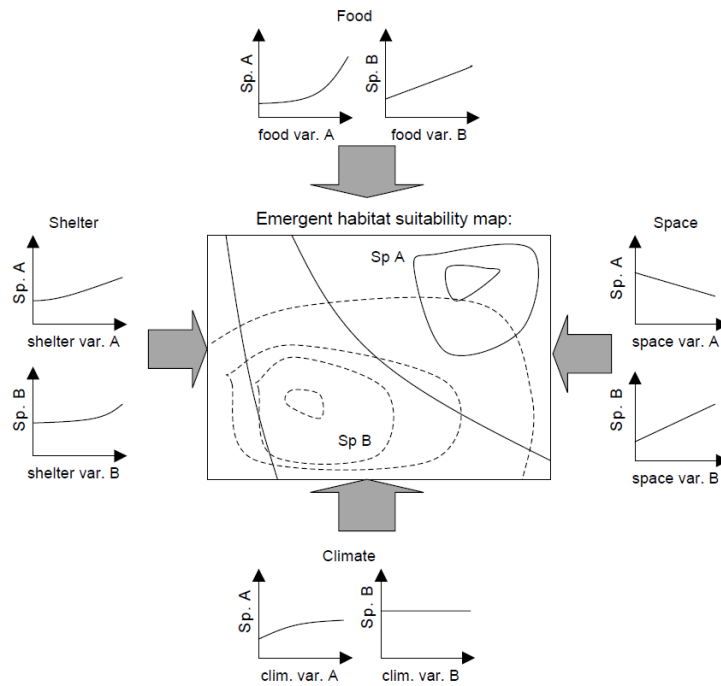 Food
Sp. A
Sp. B
food var. A
food var. B
Emergent habitat suitability map:
Shelter
Sp. A
shelter var. A
Sp. B
shelter var. B
Sp A
Sp B
Space
Sp. A
space var. A
Sp. B
space var. B
Climate
Sp. A
Sp. B
clim. var. A
clim. var. B